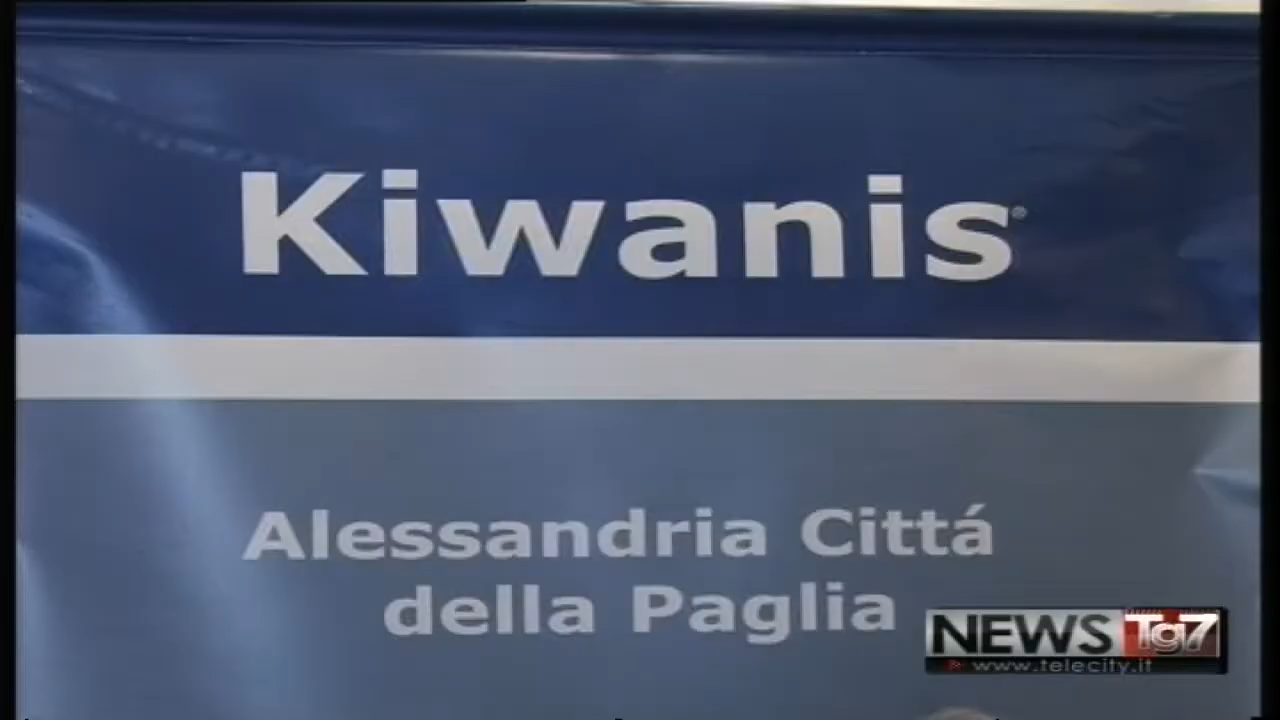 Kiwanis®
Alessandria Cittá
della Paglia
NEWS Tg7
www.telecity.it